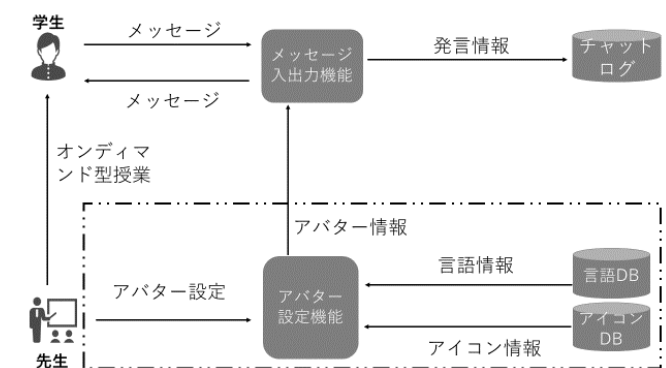 学生
メッセージ
メッセージ
メッセージ
入出力機能
発言情報
チャット
ログ
オンディマ
ンド型授業
アバター情報
アバター設定
アバター
設定機能
言語情報
言語DB
アイコン
DB
アイコン情報
先生